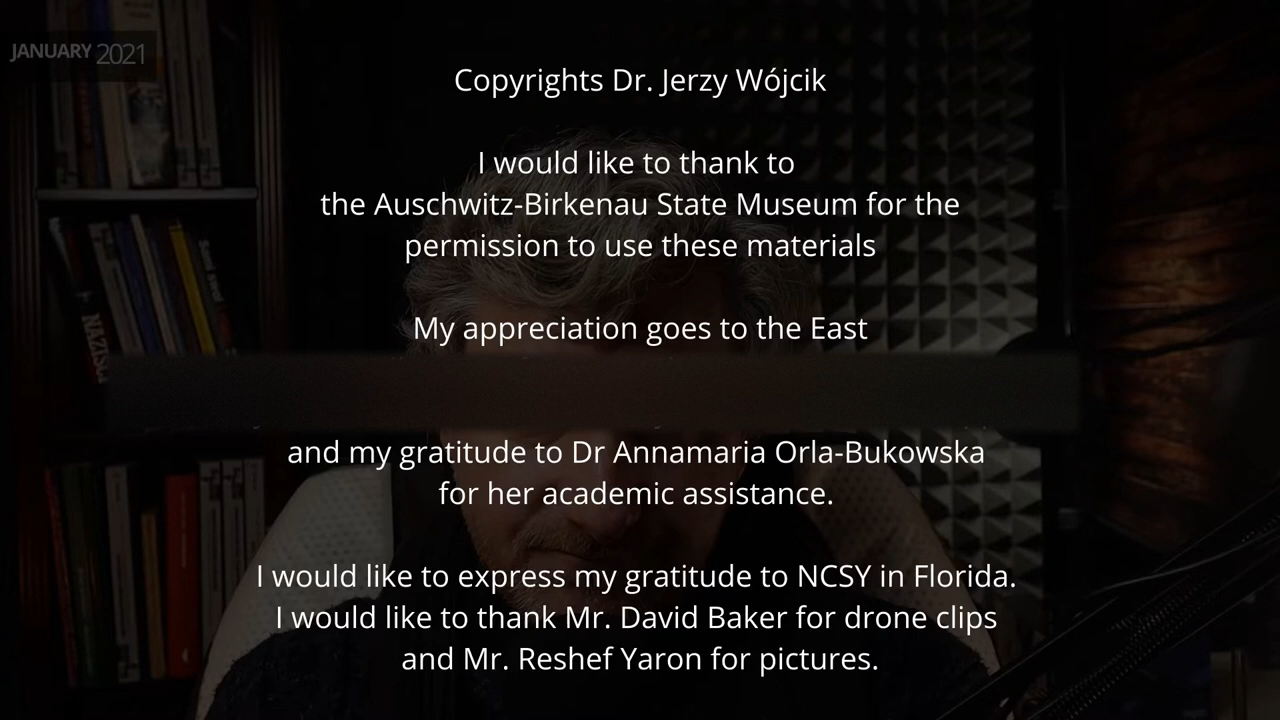 JANUARY 2021
Copyrights Dr. Jerzy Wójcik
I would like to thank to
the Auschwitz-Birkenau State Museum for the
permission to use these materials
My appreciation goes to the East
and my gratitude to Dr Annamaria Orla-Bukowska
for her academic assistance.
I would like to express my gratitude to NCSY in Florida.
I would like to thank Mr. David Baker for drone clips
and Mr. Reshef Yaron for pictures.